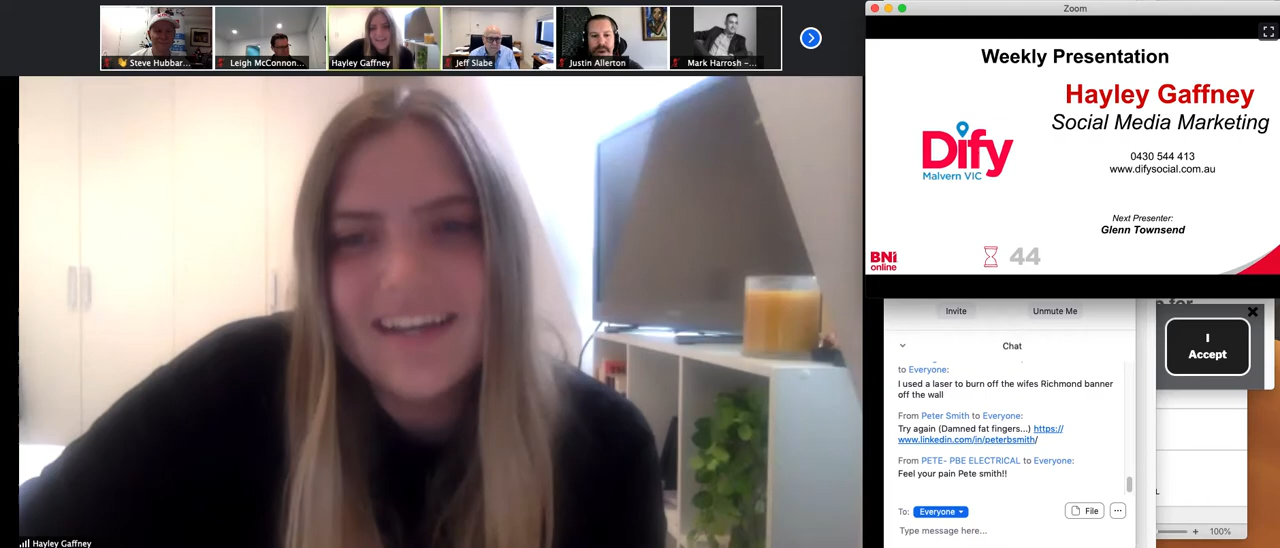 Steve Hubbar...
Leigh McConnon...
Hayley Gaffney
Jeff Slabe
Justin Allerton
Mark Harrosh -...
Zoom
Weekly Presentation
Hayley Gaffney
Social Media Marketing
Dify
Malvern VIC
0430 544 413
www.difysocial.com.au
Next Presenter:
Glenn Townsend
BNI
online
44
Invite
Unmute Me
Chat
to Everyone:
I used a laser to burn off the wifes Richmond banner
off the wall
From Peter Smith to Everyone:
Try again (Damned fat fingers...) https://
www.linkedin.com/in/peterbsmith/
From PETE- PBE ELECTRICAL to Everyone:
Feel your pain Pete smith!!
To: Everyone
File
Type message here...
I
Accept
100%
Hayley Gaffney